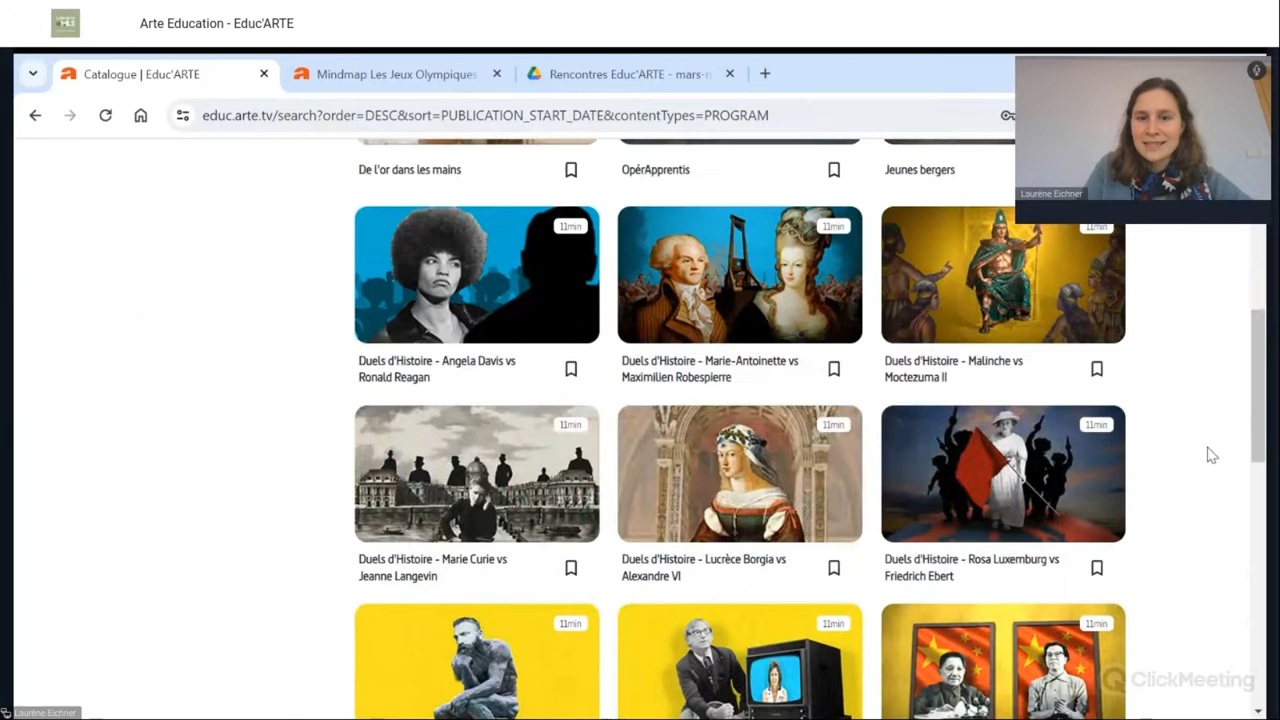 Arte Education - Educ'ARTE
Catalogue | Educ'ARTE
Mindmap Les Jeux Olympiques
Rencontres Educ'ARTE - mars-
educ.arte.tv/search?order=DESC&sort=PUBLICATION_START_DATE&contentTypes=PROGRAM
Laurène Eichner
De l'or dans les mains
OpérApprentis
Jeunes bergers
11min
11min
11min
Duels d'Histoire - Angela Davis vs
Ronald Reagan
Duels d'Histoire - Marie-Antoinette vs
Maximilien Robespierre
Duels d'Histoire - Malinche vs
Moctezuma II
11min
11min
11min
Duels d'Histoire - Marie Curie vs
Jeanne Langevin
Duels d'Histoire - Lucrèce Borgia vs
Alexandre VI
Duels d'Histoire - Rosa Luxemburg vs
Friedrich Ebert
11min
11min
11min
ClickMeeting
Laurène Eichner